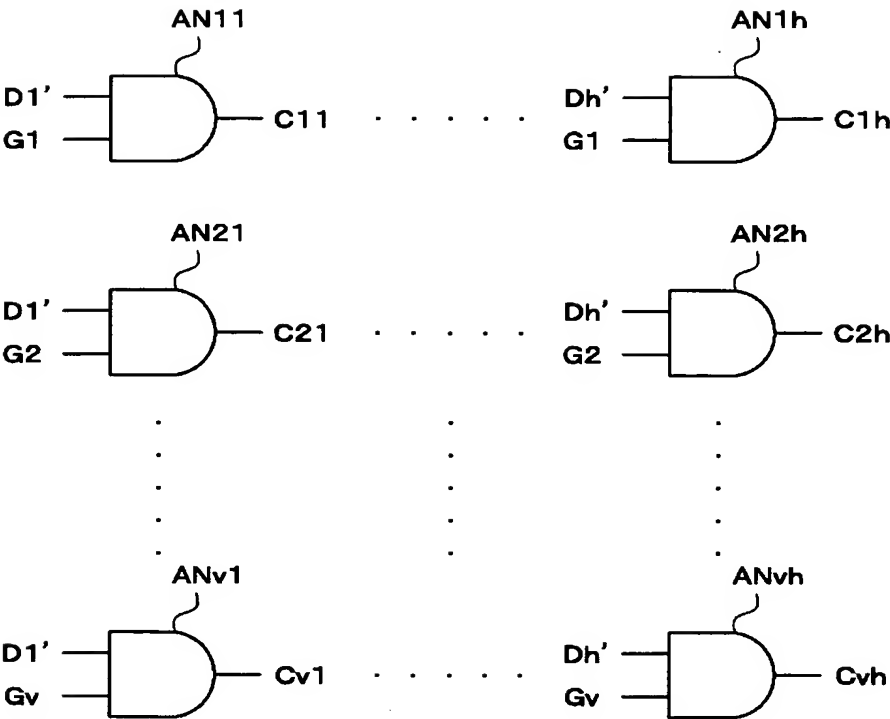 AN11 AN1h
D1' Dh'
C11 . . . . . C1h
G1 G1
AN21 AN2h
D1' Dh'
C21 . . . . . C2h
G2 G2
ANv1 ANvh
D1' Dh'
Cv1 . . . . . Cvh
Gv Gv